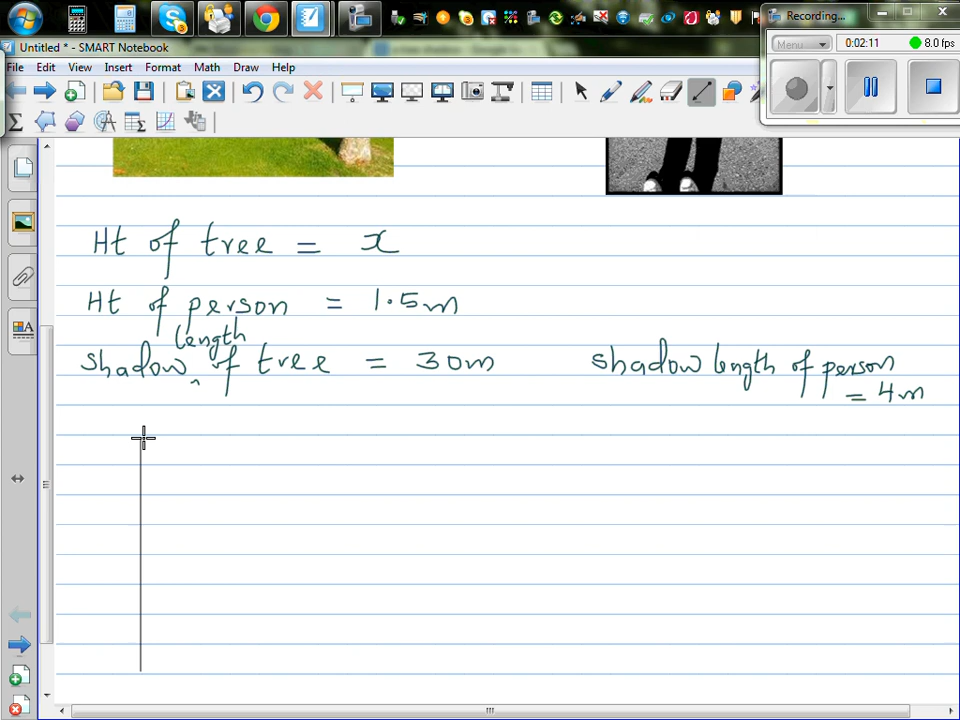 Recording...
Untitled * - SMART Notebook
Menu
0:02:11
8.0 fps
File Edit View Insert Format Math Draw Help
Ht of tree = x
Ht of person = 1.5m
length
shadow ^ of tree = 30m shadow length of person
= 4m